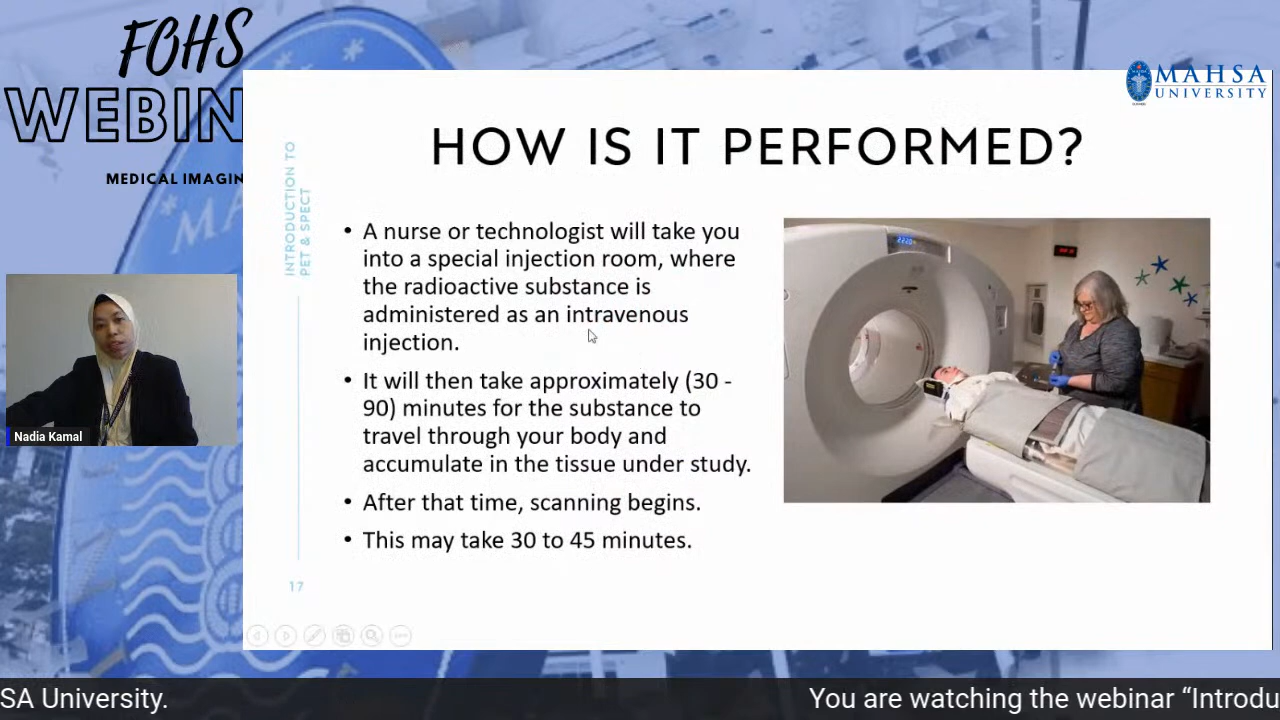 FOHS
WEBIN
MEDICAL IMAGIN
MAHSA
UNIVERSITY
HOW IS IT PERFORMED?
INTRODUCTION TO
PET & SPECT
• A nurse or technologist will take you
into a special injection room, where
the radioactive substance is
administered as an intravenous
injection.
• It will then take approximately (30 -
90) minutes for the substance to
travel through your body and
accumulate in the tissue under study.
• After that time, scanning begins.
• This may take 30 to 45 minutes.
17
Nadia Kamal
SA University.
You are watching the webinar “Introdu